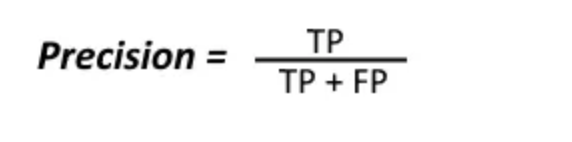 Precision = TP
TP + FP